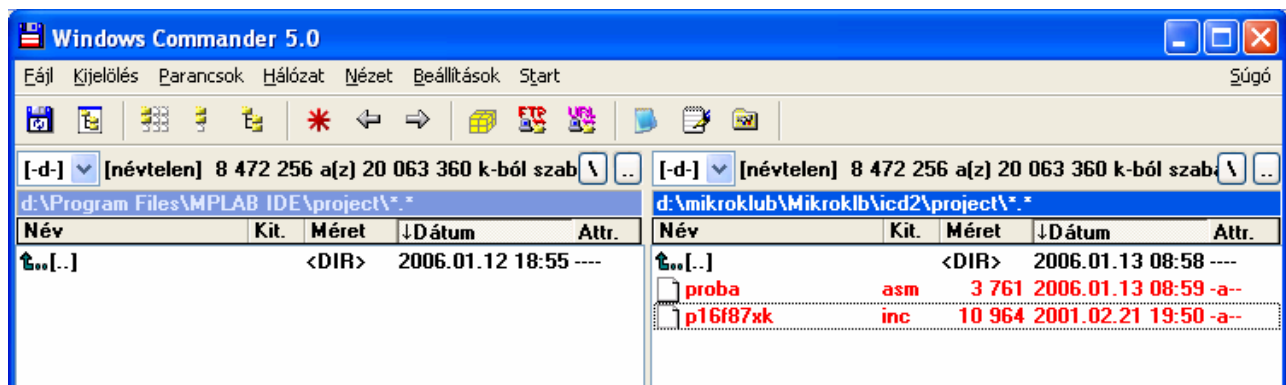 Windows Commander 5.0
Fájl Kijelölés Parancsok Hálózat Nézet Beállítások Start Súgó
FTP URL
[-d-] [névtelen] 8 472 256 a(z) 20 063 360 k-ból szab \ .. [-d-] [névtelen] 8 472 256 a(z) 20 063 360 k-ból szaba \ ..
d:\Program Files\MPLAB IDE\project\*.* d:\mikroklub\Mikroklb\icd2\project\*.*
Név Kit. Méret ↓Dátum Attr. Név Kit. Méret ↓Dátum Attr.
[..] <DIR> 2006.01.12 18:55 ---- [..] <DIR> 2006.01.13 08:58 ----
proba asm 3 761 2006.01.13 08:59 -a--
p16f87xk inc 10 964 2001.02.21 19:50 -a--